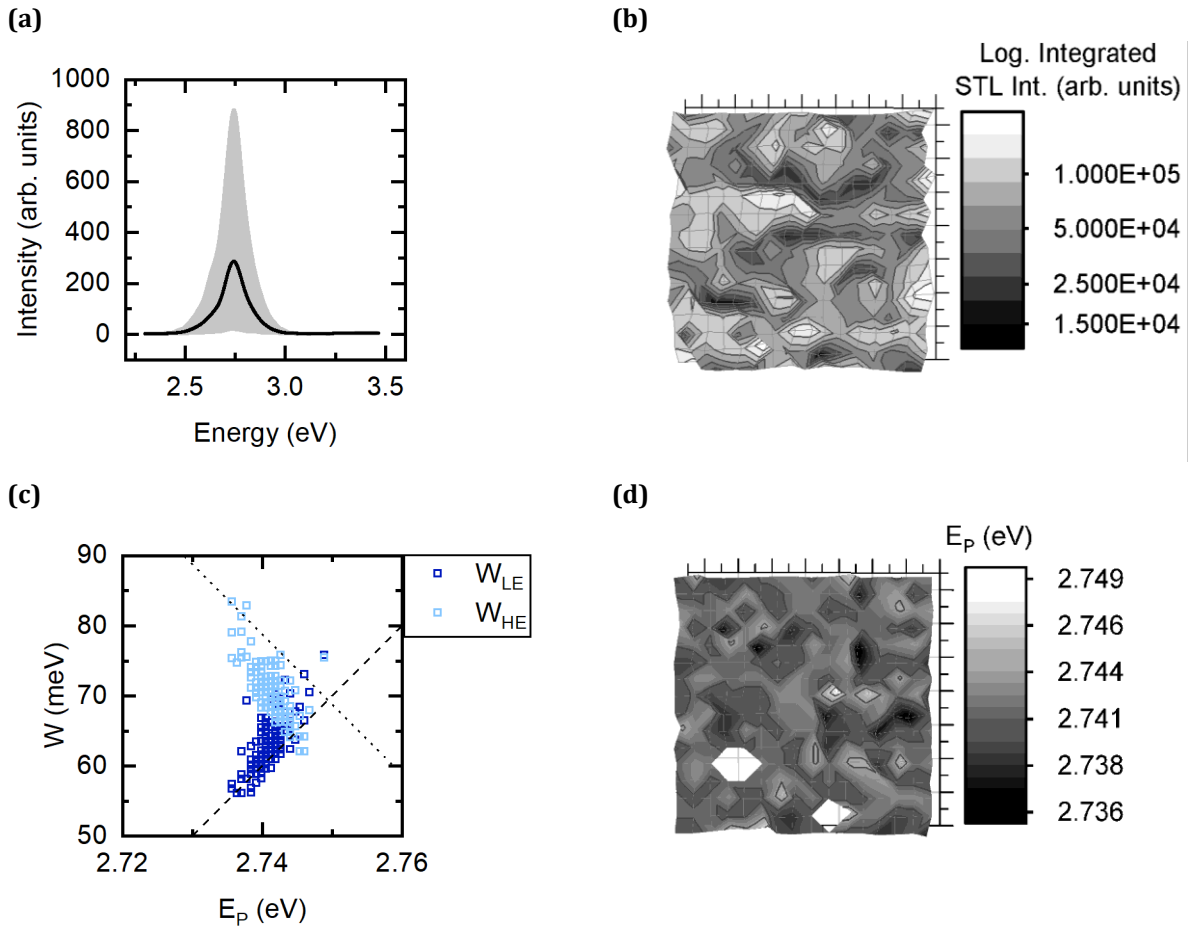 (a)
1000
800
600
400
200
0
Intensity (arb. units)
2.5 3.0 3.5
Energy (eV)
(b)
Log. Integrated
STL Int. (arb. units)
1.000E+05
5.000E+04
2.500E+04
1.500E+04
(c)
90
80
70
60
50
W (meV)
2.72 2.74 2.76
E_P (eV)
W_LE
W_HE
(d)
E_P (eV)
2.749
2.746
2.744
2.741
2.738
2.736